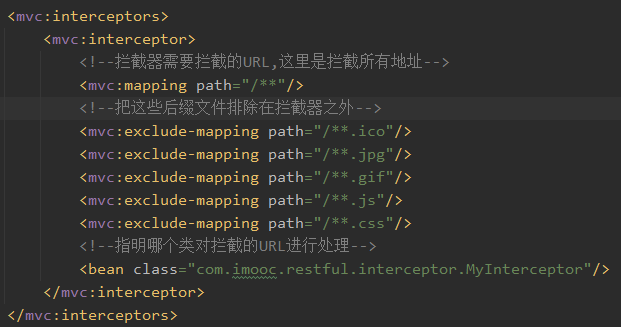 <mvc:interceptors>
<mvc:interceptor>
<!--拦截器需要拦截的URL,这里是拦截所有地址-->
<mvc:mapping path="/**"/>
<!--把这些后缀文件排除在拦截器之外-->
<mvc:exclude-mapping path="/**.ico"/>
<mvc:exclude-mapping path="/**.jpg"/>
<mvc:exclude-mapping path="/**.gif"/>
<mvc:exclude-mapping path="/**.js"/>
<mvc:exclude-mapping path="/**.css"/>
<!--指明哪个类对拦截的URL进行处理-->
<bean class="com.imooc.restful.interceptor.MyInterceptor"/>
</mvc:interceptor>
</mvc:interceptors>